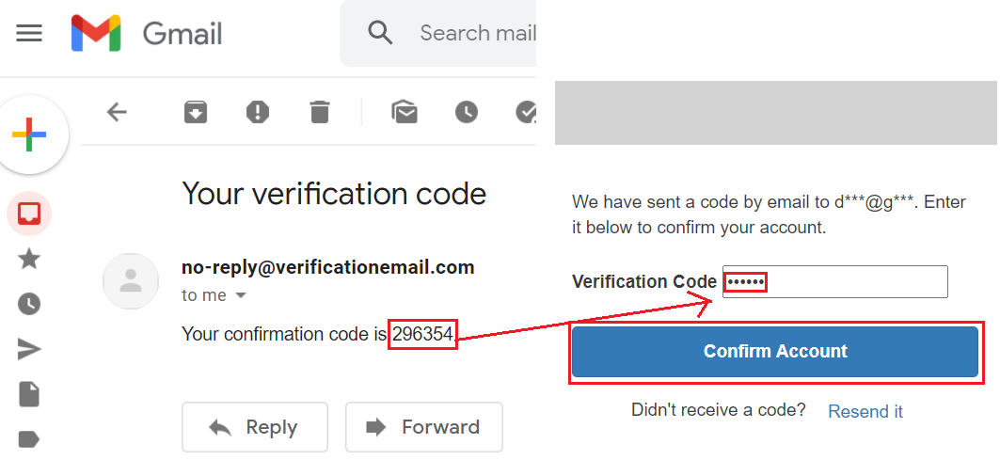 Gmail
Search mail
Your verification code
no-reply@verificationemail.com
to me
Your confirmation code is 296354
Reply
Forward
We have sent a code by email to d***@g***. Enter
it below to confirm your account.
Verification Code ••••••
Confirm Account
Didn't receive a code? Resend it